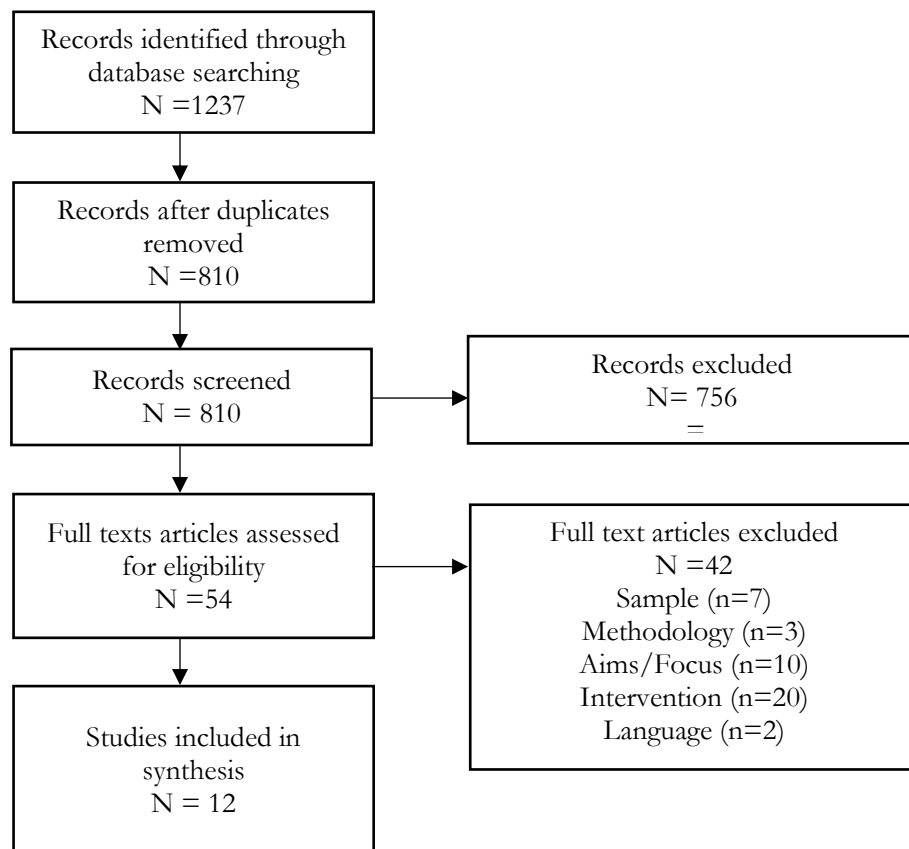 Records identified through
database searching
N =1237
Records after duplicates
removed
N =810
Records screened
N = 810
Records excluded
N= 756
=
Full texts articles assessed
for eligibility
N =54
Full text articles excluded
N =42
Sample (n=7)
Methodology (n=3)
Aims/Focus (n=10)
Intervention (n=20)
Language (n=2)
Studies included in
synthesis
N = 12